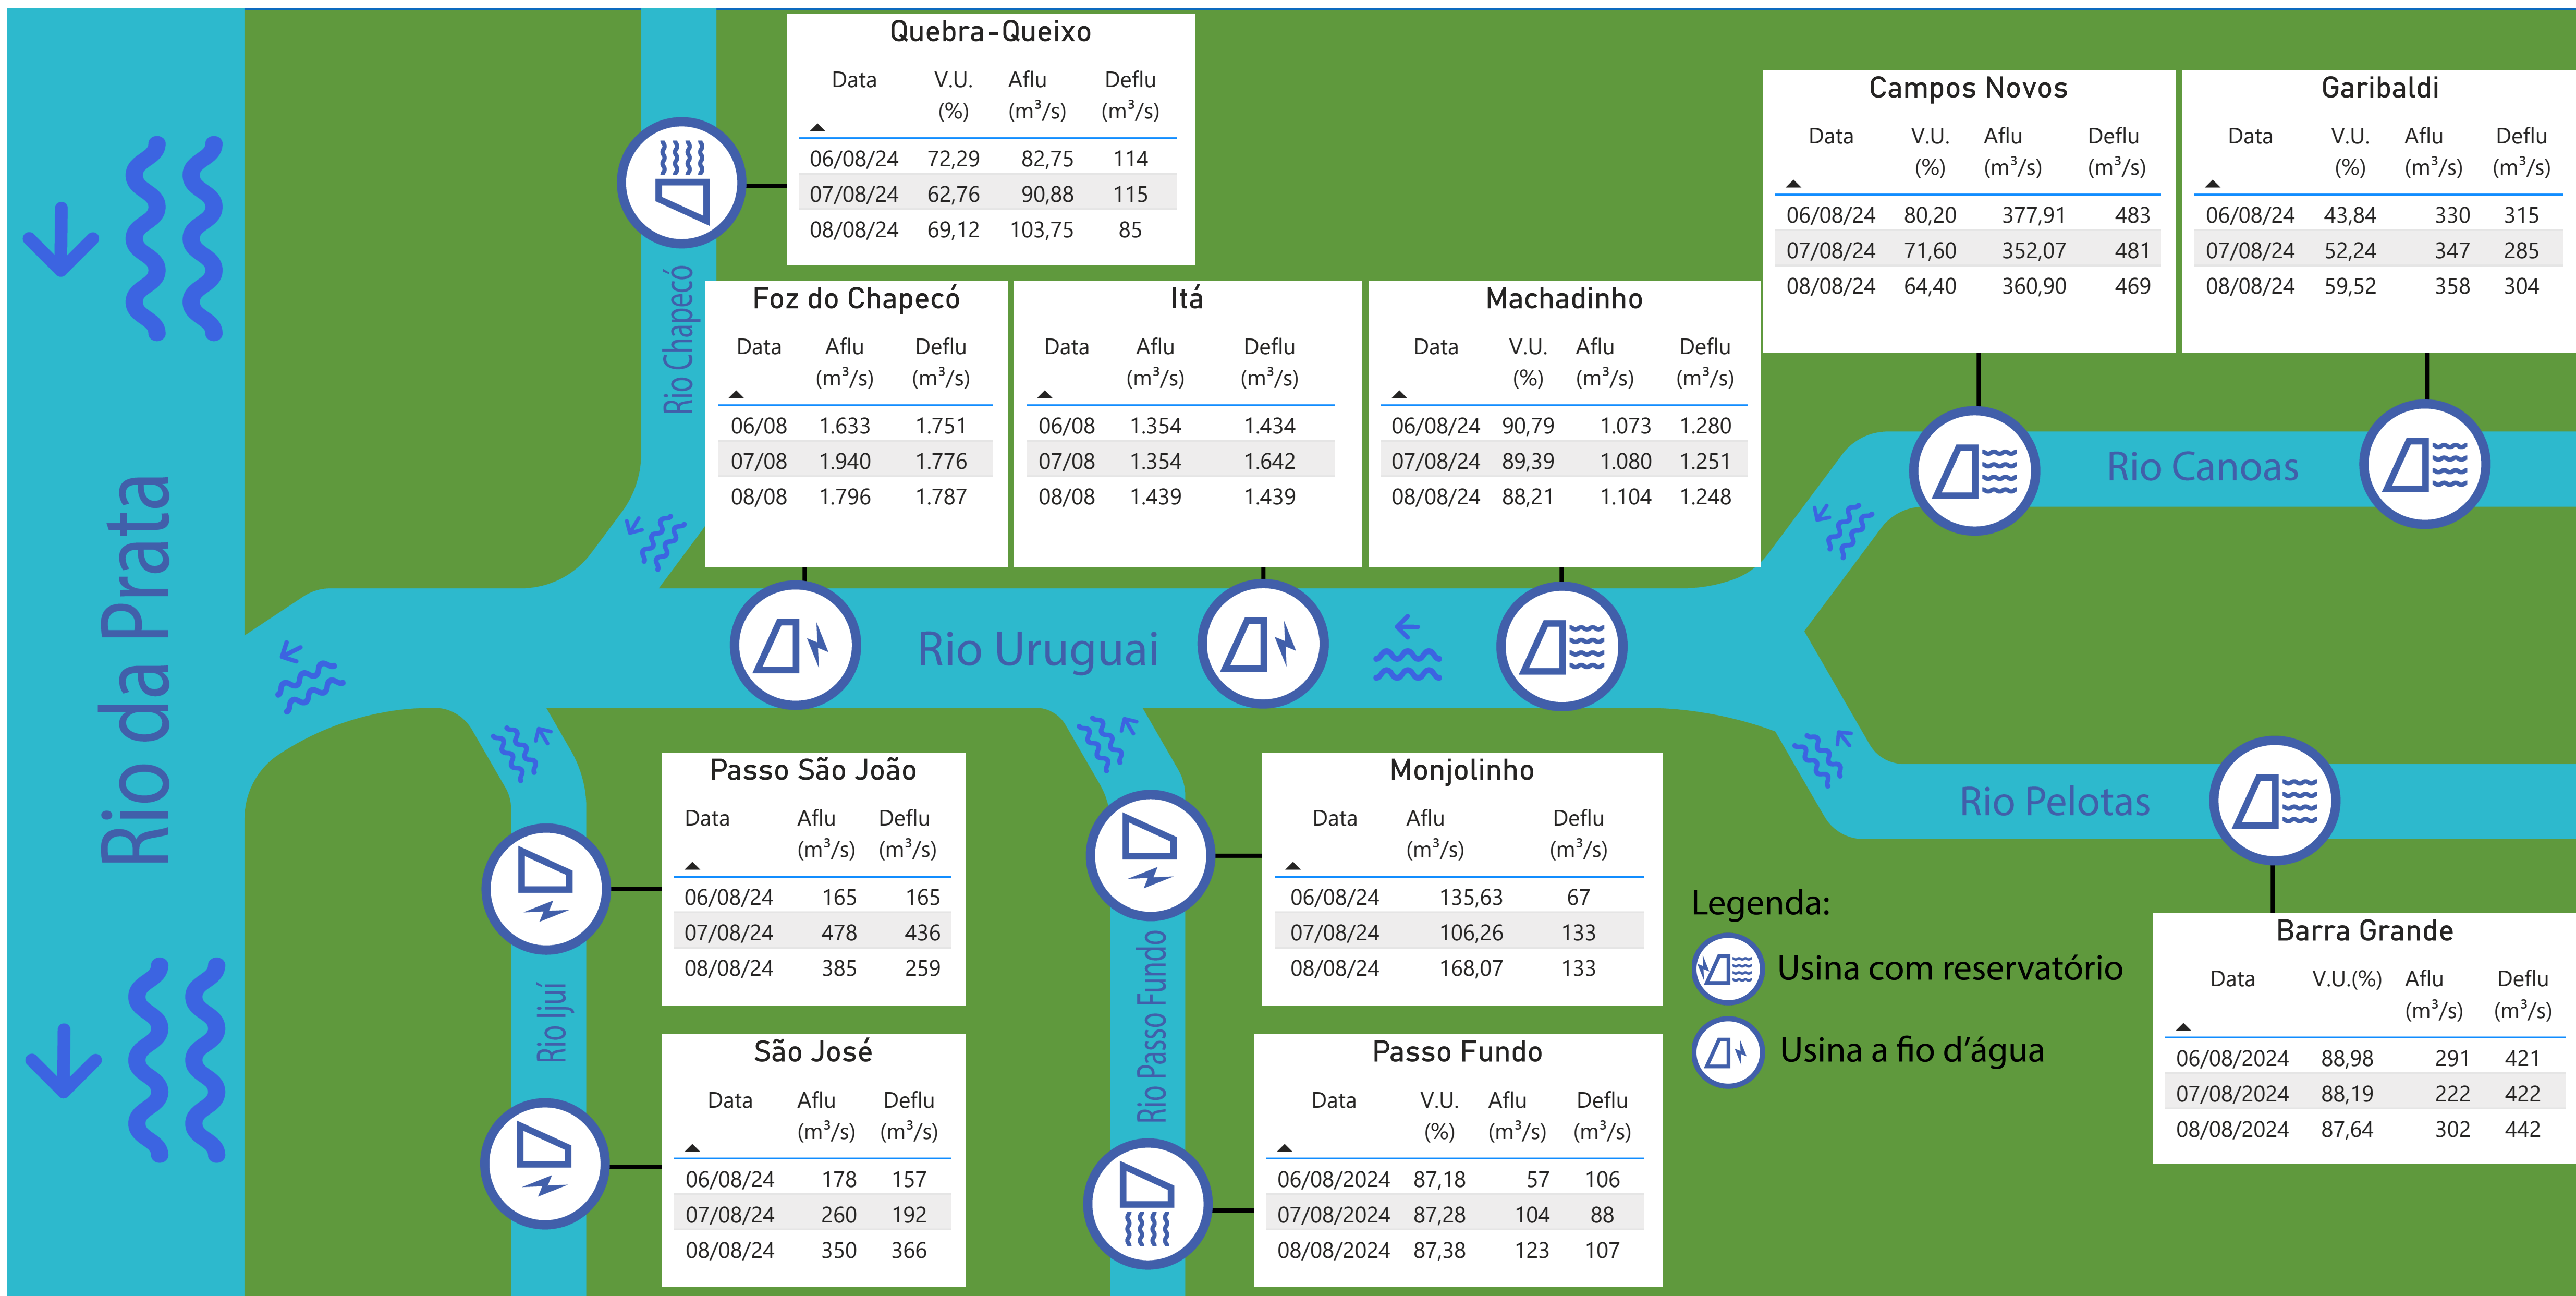 Quebra-Queixo
Data V.U. (%) Aflu (m³/s) Deflu (m³/s)
06/08/24 72,29 82,75 114
07/08/24 62,76 90,88 115
08/08/24 69,12 103,75 85
Campos Novos
Data V.U. (%) Aflu (m³/s) Deflu (m³/s)
06/08/24 80,20 377,91 483
07/08/24 71,60 352,07 481
08/08/24 64,40 360,90 469
Garibaldi
Data V.U. (%) Aflu (m³/s) Deflu (m³/s)
06/08/24 43,84 330 315
07/08/24 52,24 347 285
08/08/24 59,52 358 304
Rio Chapecó
Foz do Chapecó
Data Aflu (m³/s) Deflu (m³/s)
06/08 1.633 1.751
07/08 1.940 1.776
08/08 1.796 1.787
Itá
Data Aflu (m³/s) Deflu (m³/s)
06/08 1.354 1.434
07/08 1.354 1.642
08/08 1.439 1.439
Machadinho
Data V.U. (%) Aflu (m³/s) Deflu (m³/s)
06/08/24 90,79 1.073 1.280
07/08/24 89,39 1.080 1.251
08/08/24 88,21 1.104 1.248
Rio Canoas
Rio da Prata
Rio Uruguai
Rio Pelotas
Passo São João
Data Aflu (m³/s) Deflu (m³/s)
06/08/24 165 165
07/08/24 478 436
08/08/24 385 259
Monjolinho
Data Aflu (m³/s) Deflu (m³/s)
06/08/24 135,63 67
07/08/24 106,26 133
08/08/24 168,07 133
Legenda:
Usina com reservatório
Usina a fio d'água
Barra Grande
Data V.U.(%) Aflu (m³/s) Deflu (m³/s)
06/08/2024 88,98 291 421
07/08/2024 88,19 222 422
08/08/2024 87,64 302 442
Rio Ijuí
São José
Data Aflu (m³/s) Deflu (m³/s)
06/08/24 178 157
07/08/24 260 192
08/08/24 350 366
Rio Passo Fundo
Passo Fundo
Data V.U. (%) Aflu (m³/s) Deflu (m³/s)
06/08/2024 87,18 57 106
07/08/2024 87,28 104 88
08/08/2024 87,38 123 107